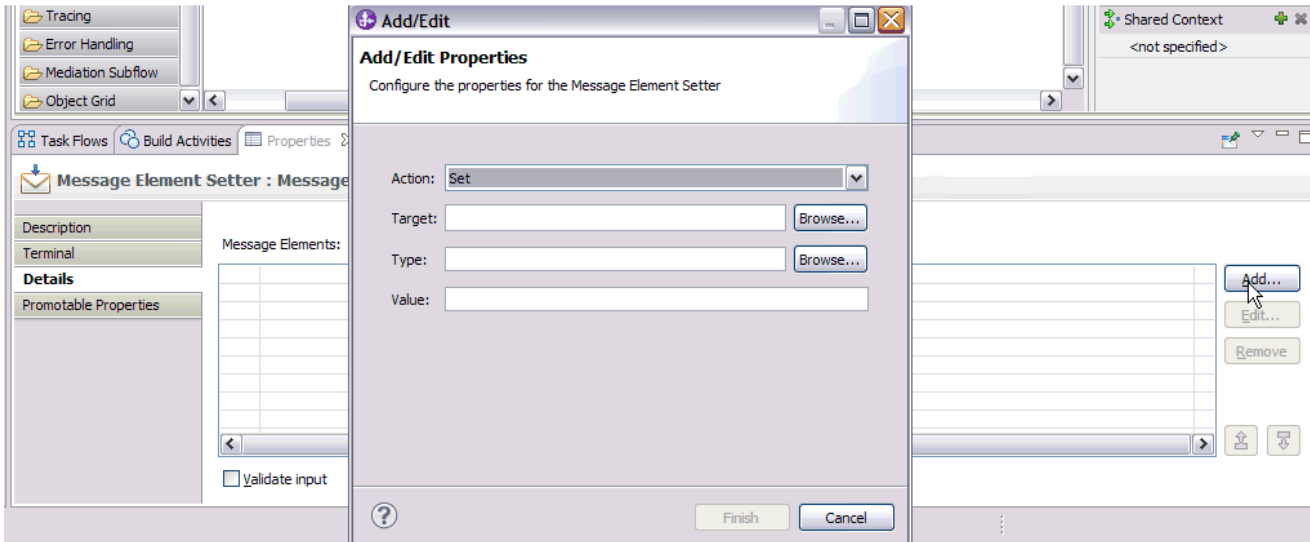 Tracing
Error Handling
Mediation Subflow
Object Grid
Add/Edit
Add/Edit Properties
Configure the properties for the Message Element Setter
Shared Context
<not specified>
Task Flows
Build Activities
Properties
Message Element Setter : Message
Description
Terminal
Details
Promotable Properties
Message Elements:
Action:
Set
Target:
Browse...
Type:
Browse...
Value:
Add...
Edit...
Remove
Validate input
Finish
Cancel